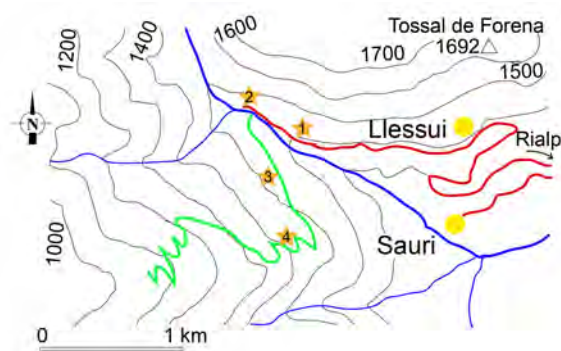 1200
1400
1600
Tossal de Forena
1692
1700
1500
2
1
Llessui
Rialp
N
3
4
Sauri
1000
0 1 km